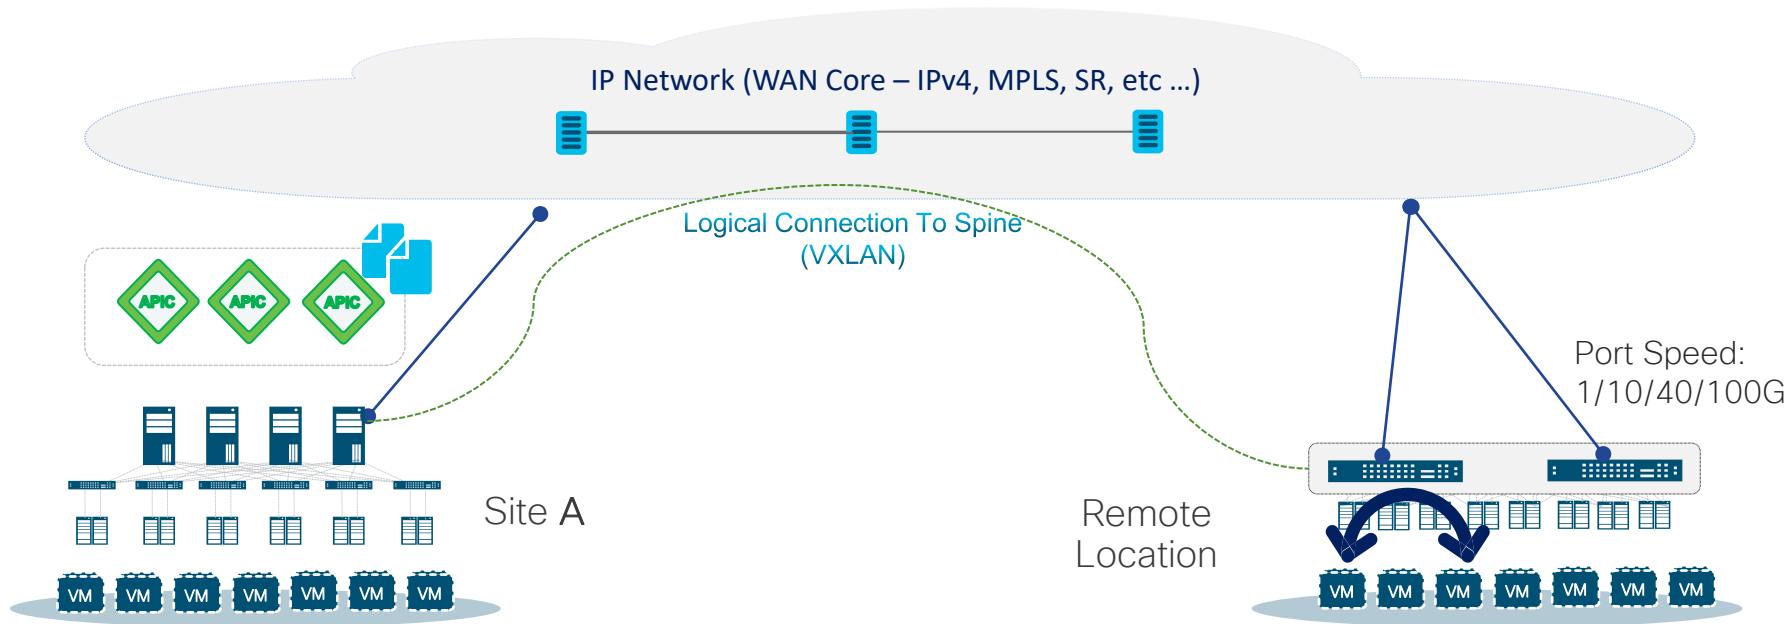 IP Network (WAN Core – IPv4, MPLS, SR, etc ...)
Logical Connection To Spine
(VXLAN)
APIC APIC APIC
Port Speed:
1/10/40/100G
Site A
Remote
Location
VM VM VM VM VM VM VM
VM VM VM VM VM VM VM